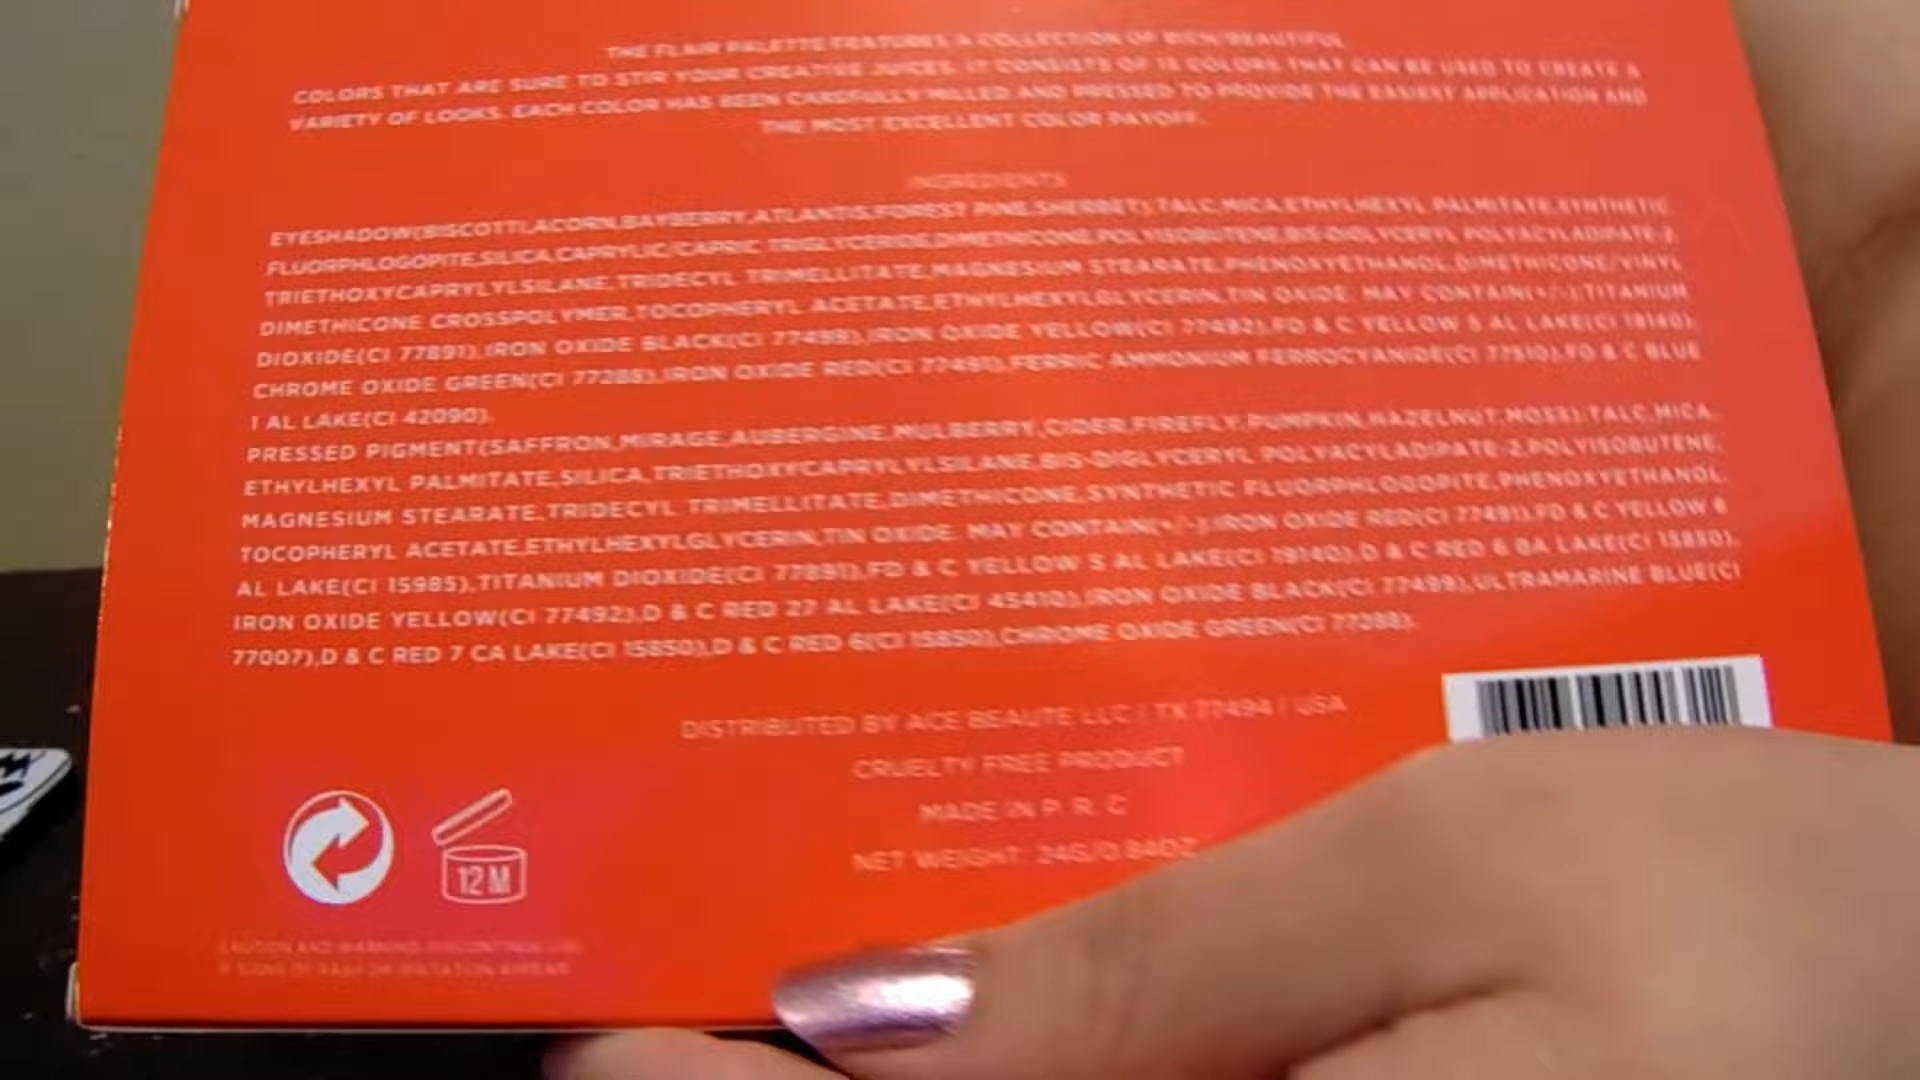 THE FLAIR PALETTE FEATURES A COLLECTION OF RICH/BEAUTIFUL
COLORS THAT ARE SURE TO STIR YOUR CREATIVE JUICES. IT CONSISTS OF 15 COLORS THAT CAN BE USED TO CREATE A
VARIETY OF LOOKS. EACH COLOR HAS BEEN CAREFULLY MILLED AND PRESSED TO PROVIDE THE EASIEST APPLICATION AND
THE MOST EXCELLENT COLOR PAYOFF.
INGREDIENTS
EYESHADOW(BISCOTTI,ACORN,BAYBERRY,ATLANTIS,FOREST PINE,SHERBET):TALC,MICA,ETHYLHEXYL PALMITATE,SYNTHETIC
FLUORPHLOGOPITE,SILICA,CAPRYLIC/CAPRIC TRIGLYCERIDE,DIMETHICONE,POLYISOBUTENE,BIS-DIGLYCERYL POLYACYLADIPATE-2,
TRIETHOXYCAPRYLYLSILANE,TRIDECYL TRIMELLITATE,MAGNESIUM STEARATE,PHENOXYETHANOL,DIMETHICONE/VINYL
DIMETHICONE CROSSPOLYMER,TOCOPHERYL ACETATE,ETHYLHEXYLGLYCERIN,TIN OXIDE. MAY CONTAIN(+/-):TITANIUM
DIOXIDE(CI 77891),IRON OXIDE BLACK(CI 77499),IRON OXIDE YELLOW(CI 77492),FD & C YELLOW 5 AL LAKE(CI 19140),
CHROME OXIDE GREEN(CI 77288),IRON OXIDE RED(CI 77491),FERRIC AMMONIUM FERROCYANIDE(CI 77510),FD & C BLUE
1 AL LAKE(CI 42090).
PRESSED PIGMENT(SAFFRON,MIRAGE,AUBERGINE,MULBERRY,CIDER,FIREFLY,PUMPKIN,HAZELNUT,MOSS):TALC,MICA,
ETHYLHEXYL PALMITATE,SILICA,TRIETHOXYCAPRYLYLSILANE,BIS-DIGLYCERYL POLYACYLADIPATE-2,POLYISOBUTENE,
MAGNESIUM STEARATE,TRIDECYL TRIMELLITATE,DIMETHICONE,SYNTHETIC FLUORPHLOGOPITE,PHENOXYETHANOL,
TOCOPHERYL ACETATE,ETHYLHEXYLGLYCERIN,TIN OXIDE. MAY CONTAIN(+/-):IRON OXIDE RED(CI 77491),FD & C YELLOW 6
AL LAKE(CI 15985),TITANIUM DIOXIDE(CI 77891),FD & C YELLOW 5 AL LAKE(CI 19140),D & C RED 6 BA LAKE(CI 15850),
IRON OXIDE YELLOW(CI 77492),D & C RED 27 AL LAKE(CI 45410),IRON OXIDE BLACK(CI 77499),ULTRAMARINE BLUE(CI
77007),D & C RED 7 CA LAKE(CI 15850),D & C RED 6(CI 15850),CHROME OXIDE GREEN(CI 77288).
DISTRIBUTED BY ACE BEAUTE LLC | TX 77494 | USA
CRUELTY FREE PRODUCT
MADE IN P. R. C
NET WEIGHT: 24G/0.84OZ
12 M
CAUTION AND WARNING: DISCONTINUE USE
IF SIGNS OF RASH OR IRRITATION APPEAR